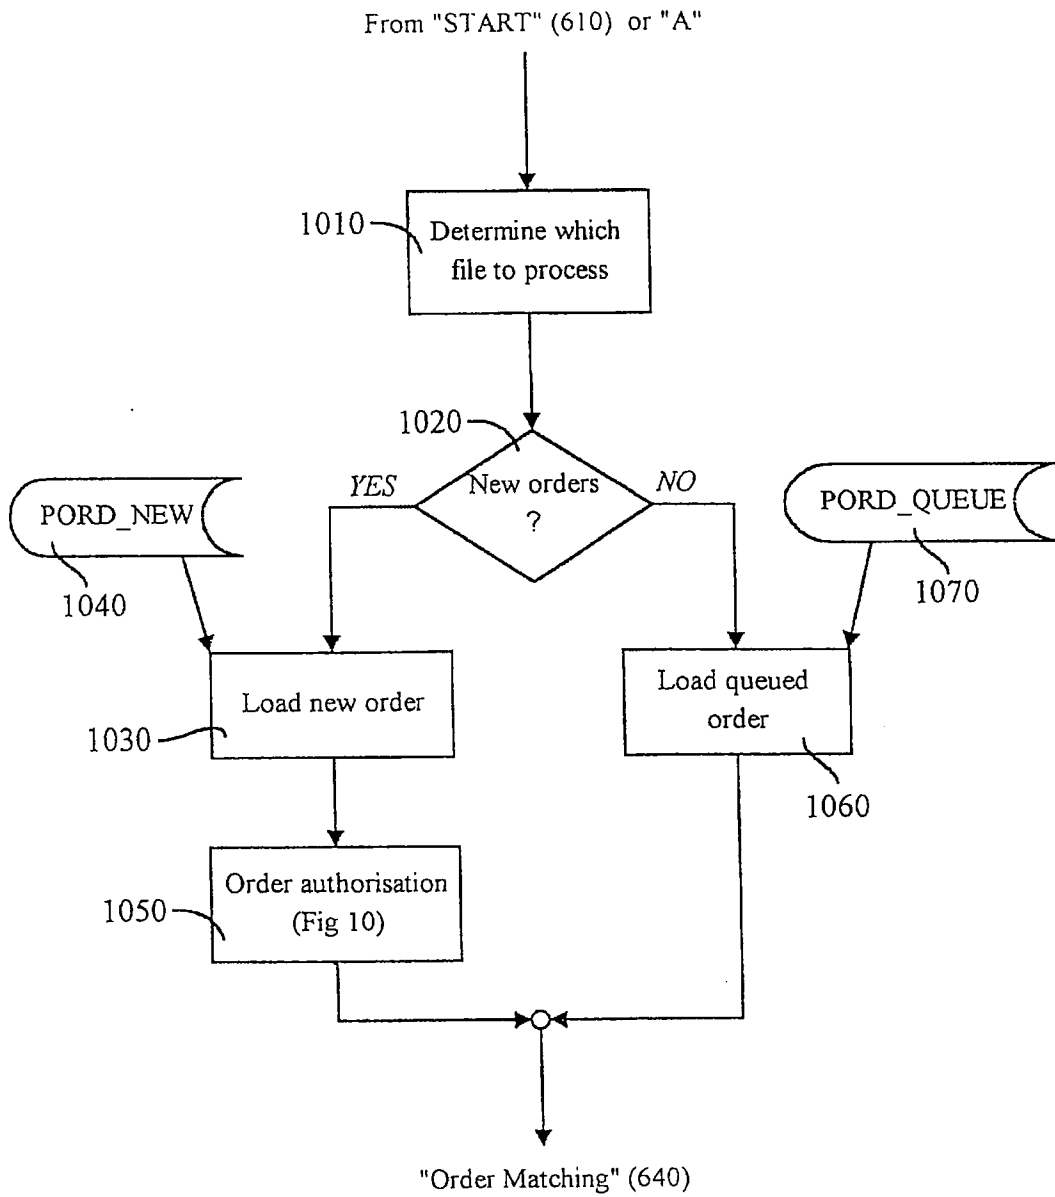 From "START" (610) or "A"
1010
Determine which
file to process
1020
YES
New orders
?
NO
PORD_NEW
PORD_QUEUE
1040
1070
Load new order
1030
Load queued
order
1060
Order authorisation
(Fig 10)
1050
"Order Matching" (640)